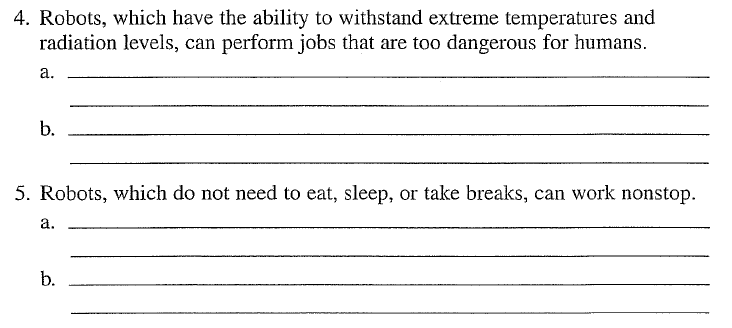 4. Robots, which have the ability to withstand extreme temperatures and
radiation levels, can perform jobs that are too dangerous for humans.
a.
b.
5. Robots, which do not need to eat, sleep, or take breaks, can work nonstop.
a.
b.